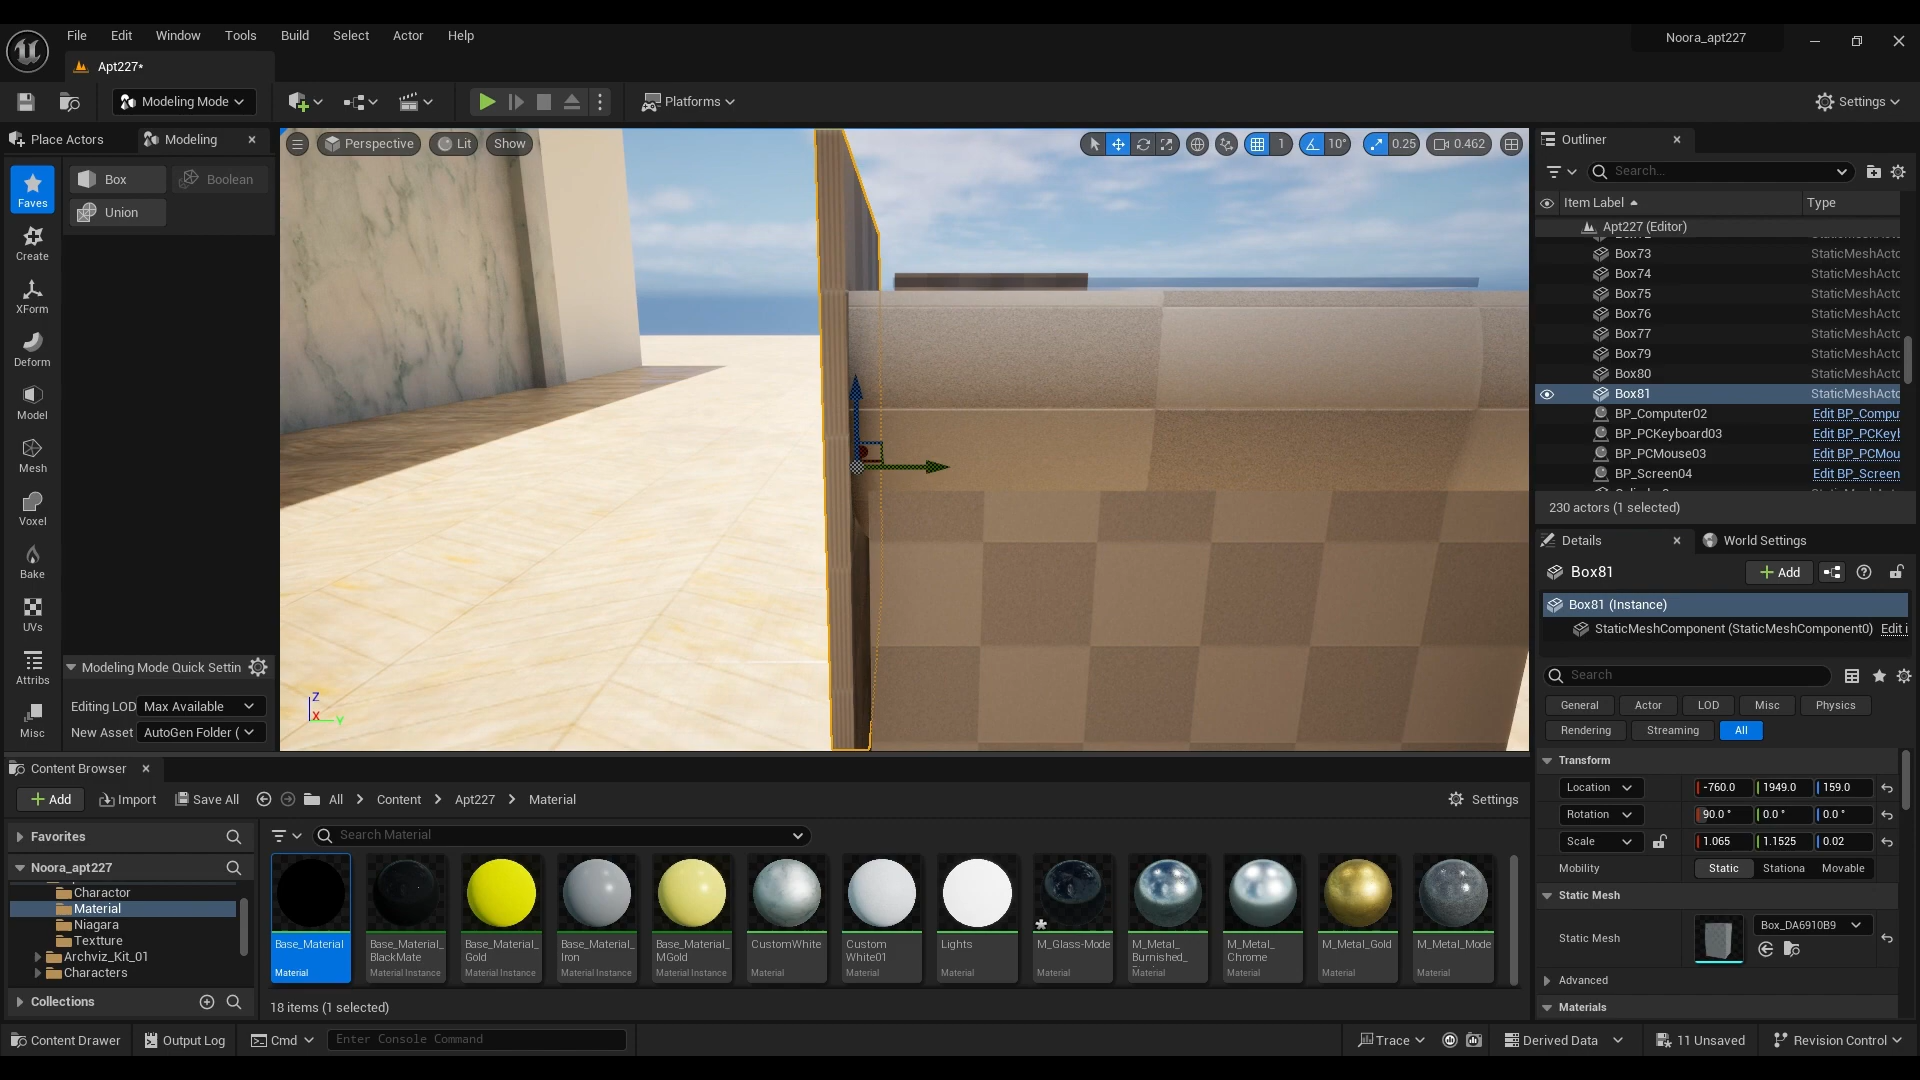 File Edit Window Tools Build Select Actor Help
Noora_apt227
Apt227*
Modeling Mode
Platforms
Settings
Place Actors
Modeling
Perspective Lit Show
1 10° 0.25 0.462
Outliner
Faves
Box
Boolean
Union
Create
XForm
Deform
Model
Mesh
Voxel
Bake
UVs
Attribs
Misc
Modeling Mode Quick Settin
Editing LOD Max Available
New Asset AutoGen Folder (
Z
X
Y
Search...
Item Label Type
Apt227 (Editor)
Box73 StaticMeshActo
Box74 StaticMeshActo
Box75 StaticMeshActo
Box76 StaticMeshActo
Box77 StaticMeshActo
Box79 StaticMeshActo
Box80 StaticMeshActo
Box81 StaticMeshActo
BP_Computer02 Edit BP_Compu
BP_PCKeyboard03 Edit BP_PCKeyl
BP_PCMouse03 Edit BP_PCMou
BP_Screen04 Edit BP_Screen
230 actors (1 selected)
Details
World Settings
Box81
Add
Box81 (Instance)
StaticMeshComponent (StaticMeshComponent0) Edit i
Search
General Actor LOD Misc Physics
Rendering Streaming All
Transform
Location -760.0 1949.0 159.0
Rotation 90.0 ° 0.0 ° 0.0 °
Scale 1.065 1.1525 0.02
Mobility Static Stationa Movable
Static Mesh
Static Mesh Box_DA6910B9
Advanced
Materials
Content Browser
Add Import Save All All Content Apt227 Material
Settings
Favorites
Search Material
Noora_apt227
Charactor
Material
Niagara
Textture
Archviz_Kit_01
Characters
Collections
Base_Material
Material
Base_Material_
BlackMate
Material Instance
Base_Material_
Gold
Material Instance
Base_Material_
Iron
Material Instance
Base_Material_
MGold
Material Instance
CustomWhite
Material
Custom
White01
Material
Lights
Material
M_Glass-Mode
Material
M_Metal_
Burnished_
Material
M_Metal_
Chrome
Material
M_Metal_Gold
Material
M_Metal_Mode
Material
18 items (1 selected)
Content Drawer
Output Log
Cmd
Enter Console Command
Trace
Derived Data
11 Unsaved
Revision Control